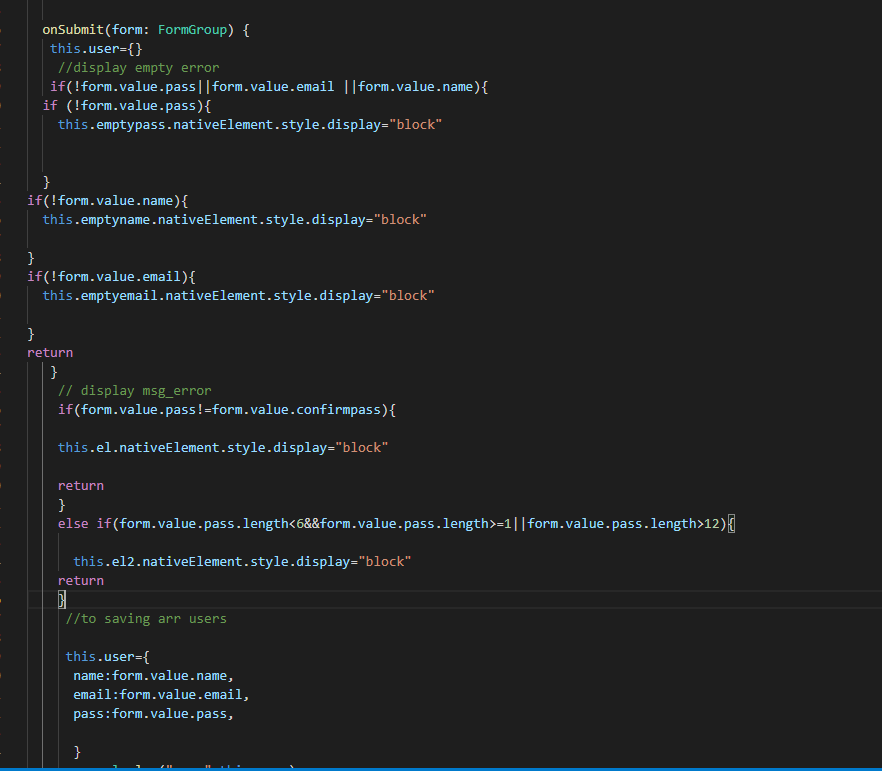 onSubmit(form: FormGroup) {
this.user={}
//display empty error
if(!form.value.pass||form.value.email ||form.value.name){
if (!form.value.pass){
this.emptypass.nativeElement.style.display="block"
}
if(!form.value.name){
this.emptyname.nativeElement.style.display="block"
}
if(!form.value.email){
this.emptyemail.nativeElement.style.display="block"
}
return
}
// display msg_error
if(form.value.pass!=form.value.confirmpass){
this.el.nativeElement.style.display="block"
return
}
else if(form.value.pass.length<6&&form.value.pass.length>=1||form.value.pass.length>12){
this.el2.nativeElement.style.display="block"
return
}
//to saving arr users
this.user={
name:form.value.name,
email:form.value.email,
pass:form.value.pass,
}